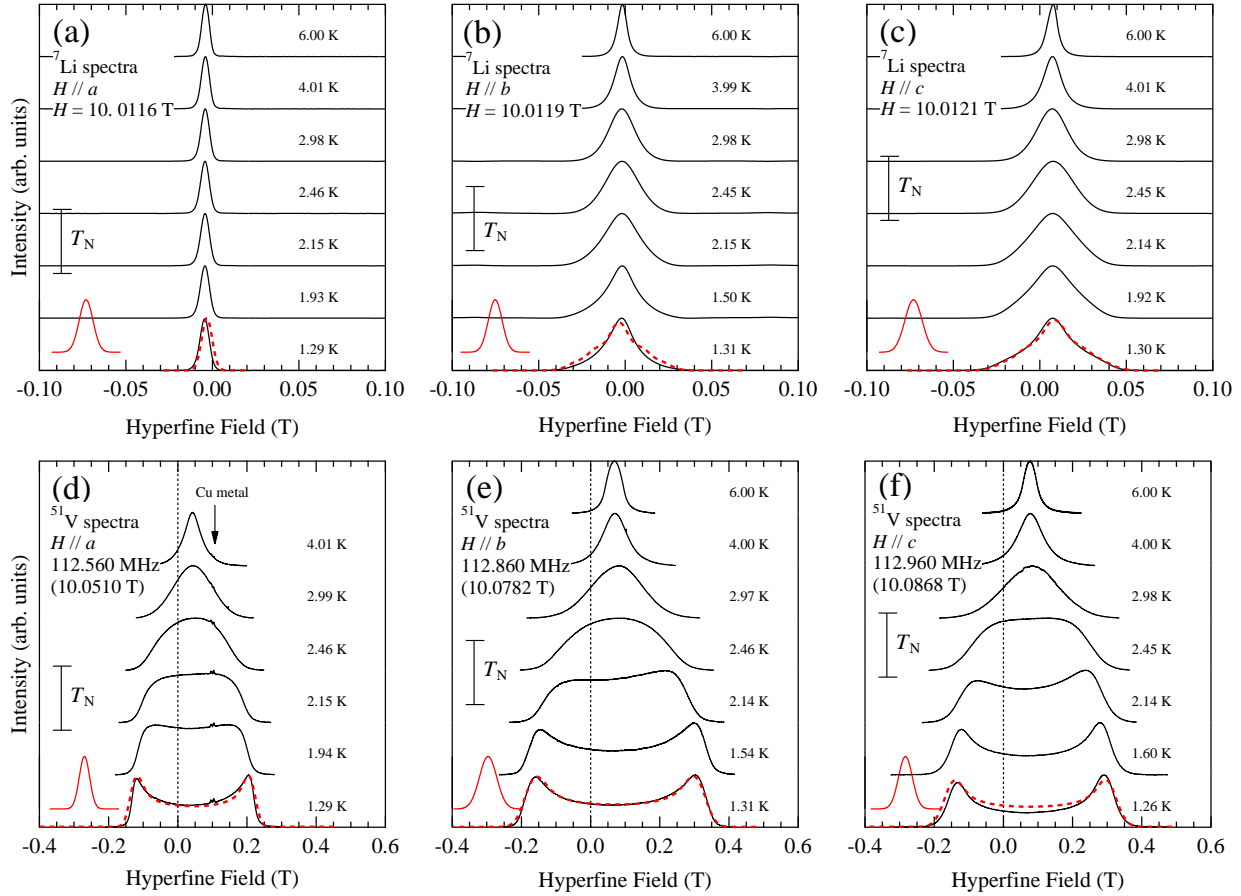 Intensity (arb. units)
(a)
⁷Li spectra
H // a
H = 10. 0116 T
6.00 K
4.01 K
2.98 K
2.46 K
2.15 K
1.93 K
1.29 K
T_N
-0.10 -0.05 0.00 0.05 0.10
Hyperfine Field (T)
(b)
⁷Li spectra
H // b
H = 10.0119 T
6.00 K
3.99 K
2.98 K
2.45 K
2.15 K
1.50 K
1.31 K
T_N
-0.10 -0.05 0.00 0.05 0.10
Hyperfine Field (T)
(c)
⁷Li spectra
H // c
H = 10.0121 T
6.00 K
4.01 K
2.98 K
2.45 K
2.14 K
1.92 K
1.30 K
T_N
-0.10 -0.05 0.00 0.05 0.10
Hyperfine Field (T)
Intensity (arb. units)
(d)
⁵¹V spectra
H // a
112.560 MHz
(10.0510 T)
Cu metal
4.01 K
2.99 K
2.46 K
2.15 K
1.94 K
1.29 K
T_N
-0.4 -0.2 0.0 0.2 0.4 0.6
Hyperfine Field (T)
(e)
⁵¹V spectra
H // b
112.860 MHz
(10.0782 T)
6.00 K
4.00 K
2.97 K
2.46 K
2.14 K
1.54 K
1.31 K
T_N
-0.4 -0.2 0.0 0.2 0.4 0.6
Hyperfine Field (T)
(f)
⁵¹V spectra
H // c
112.960 MHz
(10.0868 T)
6.00 K
4.00 K
2.98 K
2.45 K
2.14 K
1.60 K
1.26 K
T_N
-0.4 -0.2 0.0 0.2 0.4 0.6
Hyperfine Field (T)